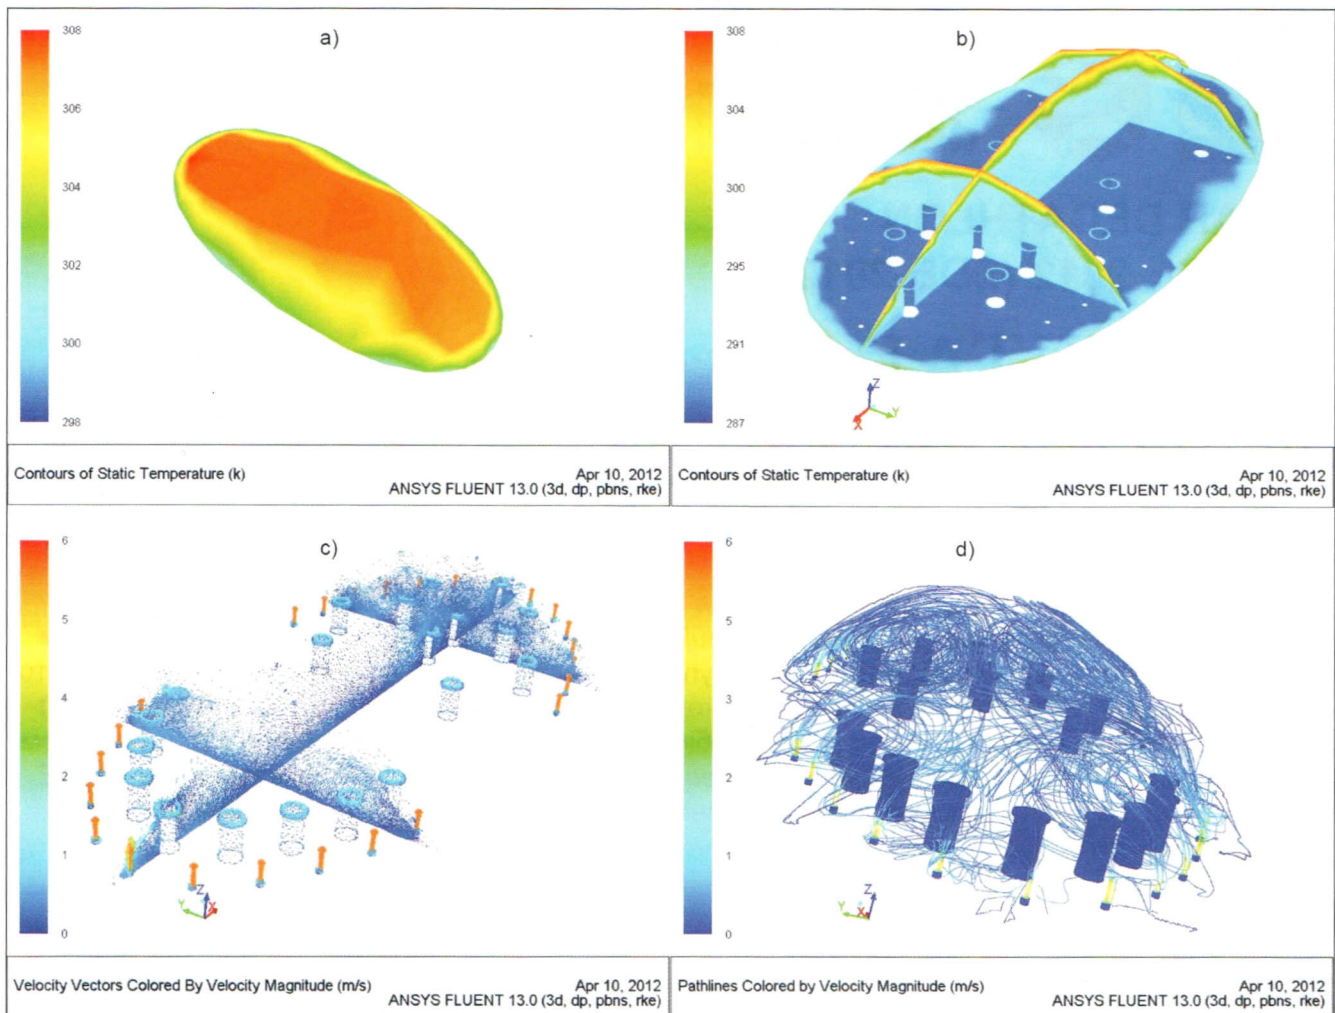 a)
308
306
304
302
300
298
Contours of Static Temperature (k)
Apr 10, 2012
ANSYS FLUENT 13.0 (3d, dp, pbns, rke)
b)
308
304
300
295
291
287
Z
Y
X
Contours of Static Temperature (k)
Apr 10, 2012
ANSYS FLUENT 13.0 (3d, dp, pbns, rke)
c)
6
5
4
2
1
0
Z
Y
X
Velocity Vectors Colored By Velocity Magnitude (m/s)
Apr 10, 2012
ANSYS FLUENT 13.0 (3d, dp, pbns, rke)
d)
6
5
3
2
1
0
Z
Y
X
Pathlines Colored by Velocity Magnitude (m/s)
Apr 10, 2012
ANSYS FLUENT 13.0 (3d, dp, pbns, rke)